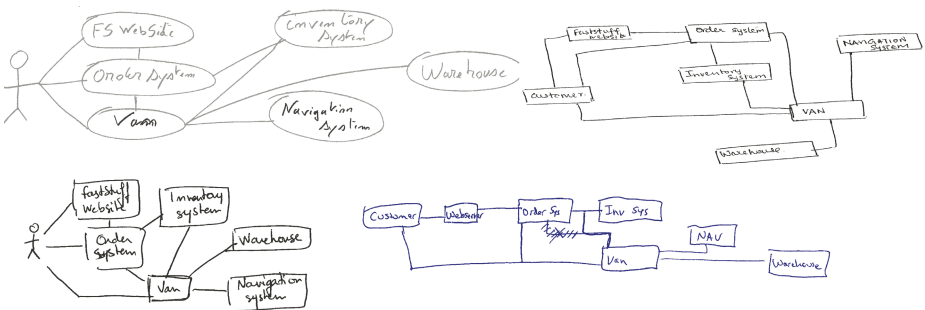 FS Website
Inventory
System
Order System
Warehouse
Van
Navigation
System
Faststuff
website
Order system
NAVIGATION
System
Inventory
System
Customer
VAN
Warehouse
faststuff
Website
Inventory
system
Order
System
Warehouse
Van
Navigation
system
Customer
Webserver
Order Sys
Inv Sys
NAV
Van
Warehouse